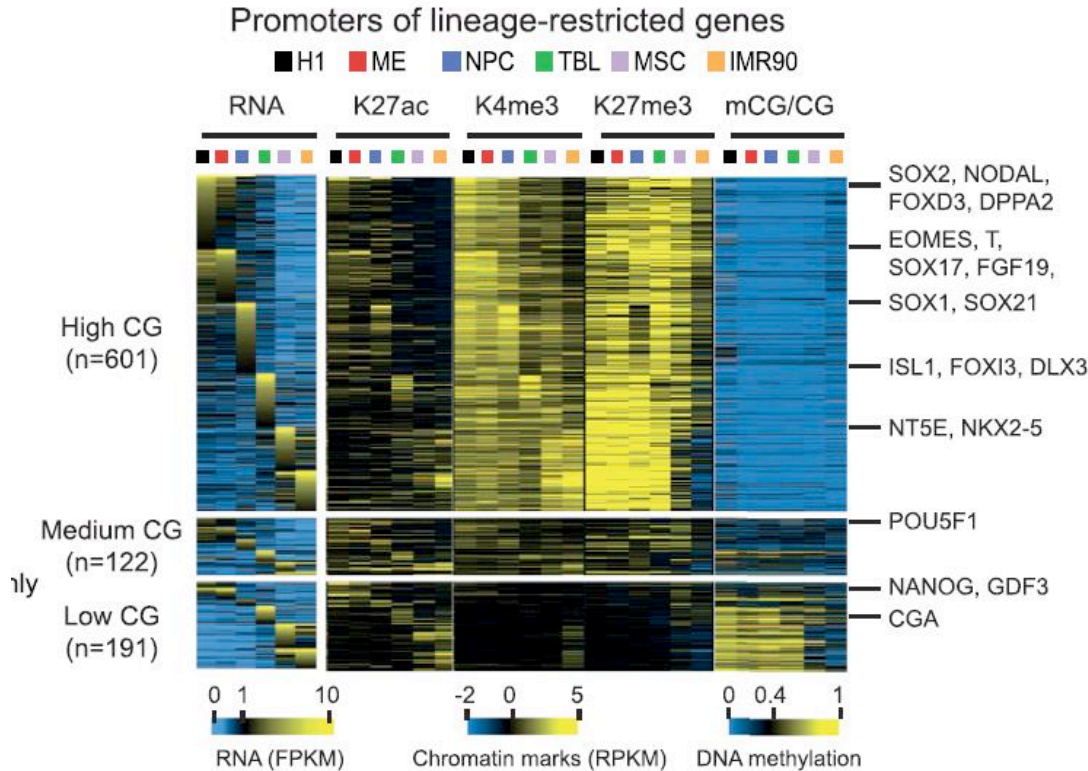 Promoters of lineage-restricted genes
H1 ME NPC TBL MSC IMR90
RNA K27ac K4me3 K27me3 mCG/CG
SOX2, NODAL,
FOXD3, DPPA2
EOMES, T,
SOX17, FGF19,
SOX1, SOX21
High CG
(n=601)
ISL1, FOXI3, DLX3
NT5E, NKX2-5
POU5F1
Medium CG
(n=122)
nly
NANOG, GDF3
CGA
Low CG
(n=191)
0 1 10
-2 0 5
0 0.4 1
RNA (FPKM)
Chromatin marks (RPKM)
DNA methylation